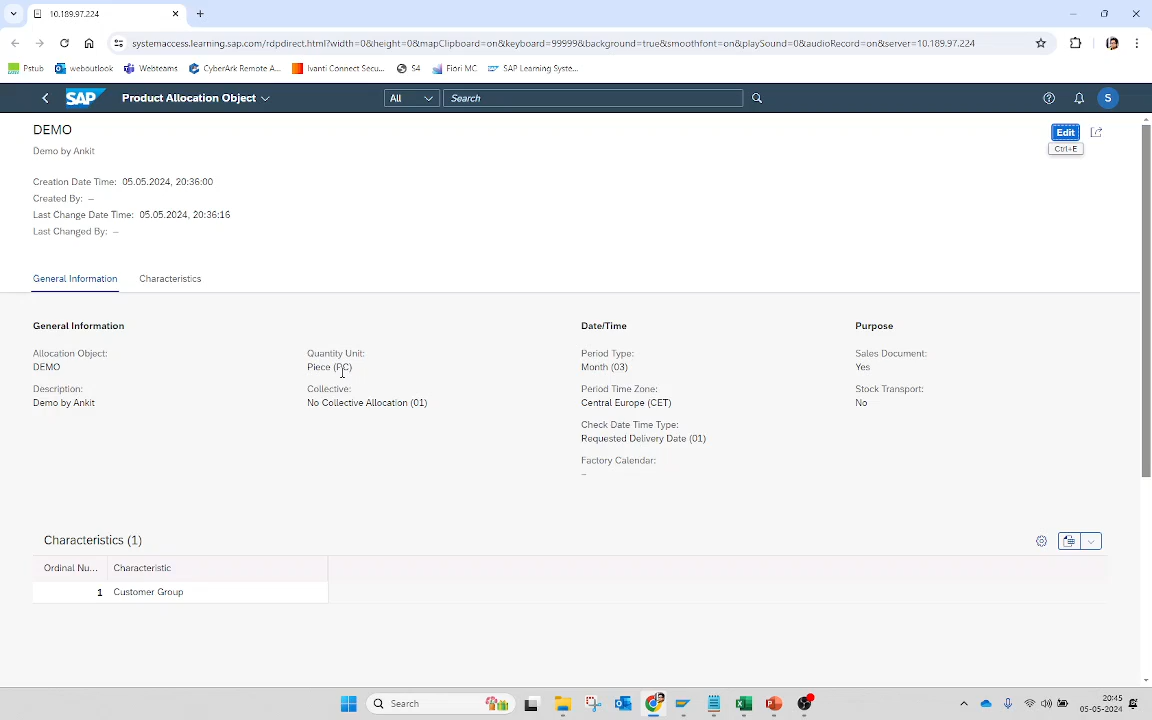 10.189.97.224
systemaccess.learning.sap.com/rdpdirect.html?width=0&height=0&mapClipboard=on&keyboard=99999&background=true&smoothfont=on&playSound=0&audioRecord=on&server=10.189.97.224
Pstub weboutlook Webteams CyberArk Remote A... Ivanti Connect Secu... S4 Fiori MC SAP Learning Syste...
SAP Product Allocation Object All Search S
DEMO
Edit
Demo by Ankit
Ctrl+E
Creation Date Time: 05.05.2024, 20:36:00
Created By: –
Last Change Date Time: 05.05.2024, 20:36:16
Last Changed By: –
General Information Characteristics
General Information Date/Time Purpose
Allocation Object: Quantity Unit: Period Type: Sales Document:
DEMO Piece (PC) Month (03) Yes
Description: Collective: Period Time Zone: Stock Transport:
Demo by Ankit No Collective Allocation (01) Central Europe (CET) No
Check Date Time Type:
Requested Delivery Date (01)
Factory Calendar:
–
Characteristics (1)
Ordinal Nu... Characteristic
1 Customer Group
Search
20:45
05-05-2024